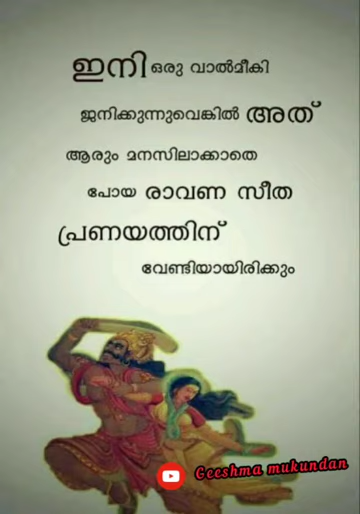 ഇനി ഒരു വാൽമീകി
ജനിക്കുന്നുവെങ്കിൽ അത്
ആരും മനസിലാക്കാതെ
പോയ രാവണ സീത
പ്രണയത്തിന്
വേണ്ടിയായിരിക്കും
Geeshma mukundan